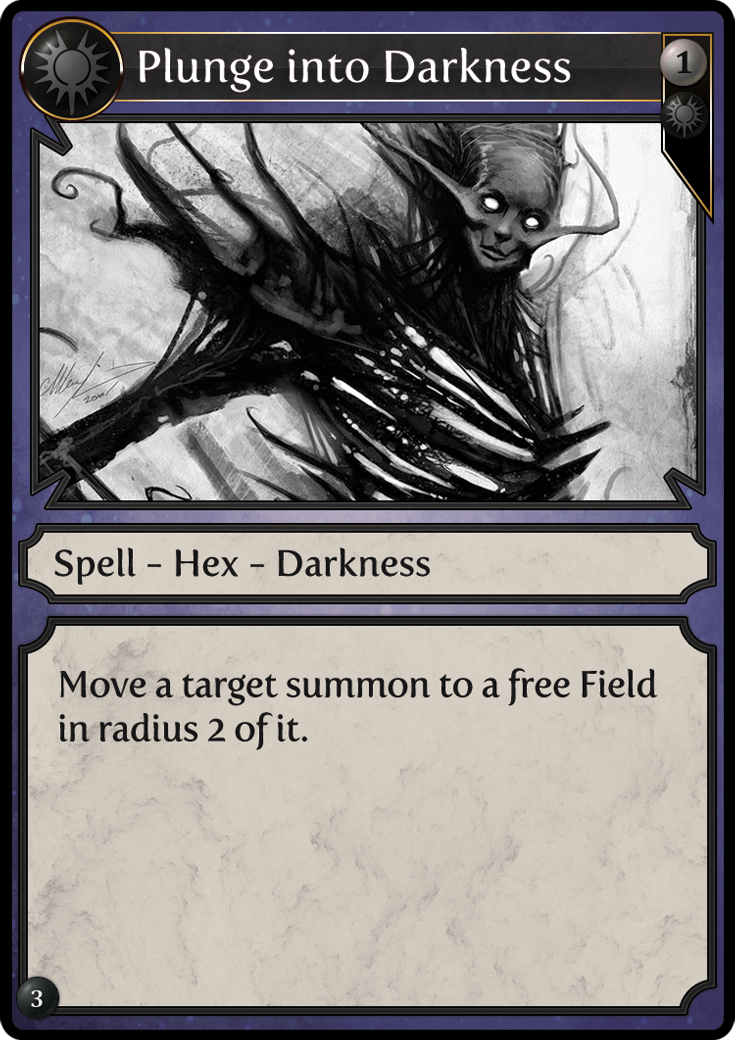 Plunge into Darkness
1
Spell – Hex – Darkness
Move a target summon to a free Field
in radius 2 of it.
3